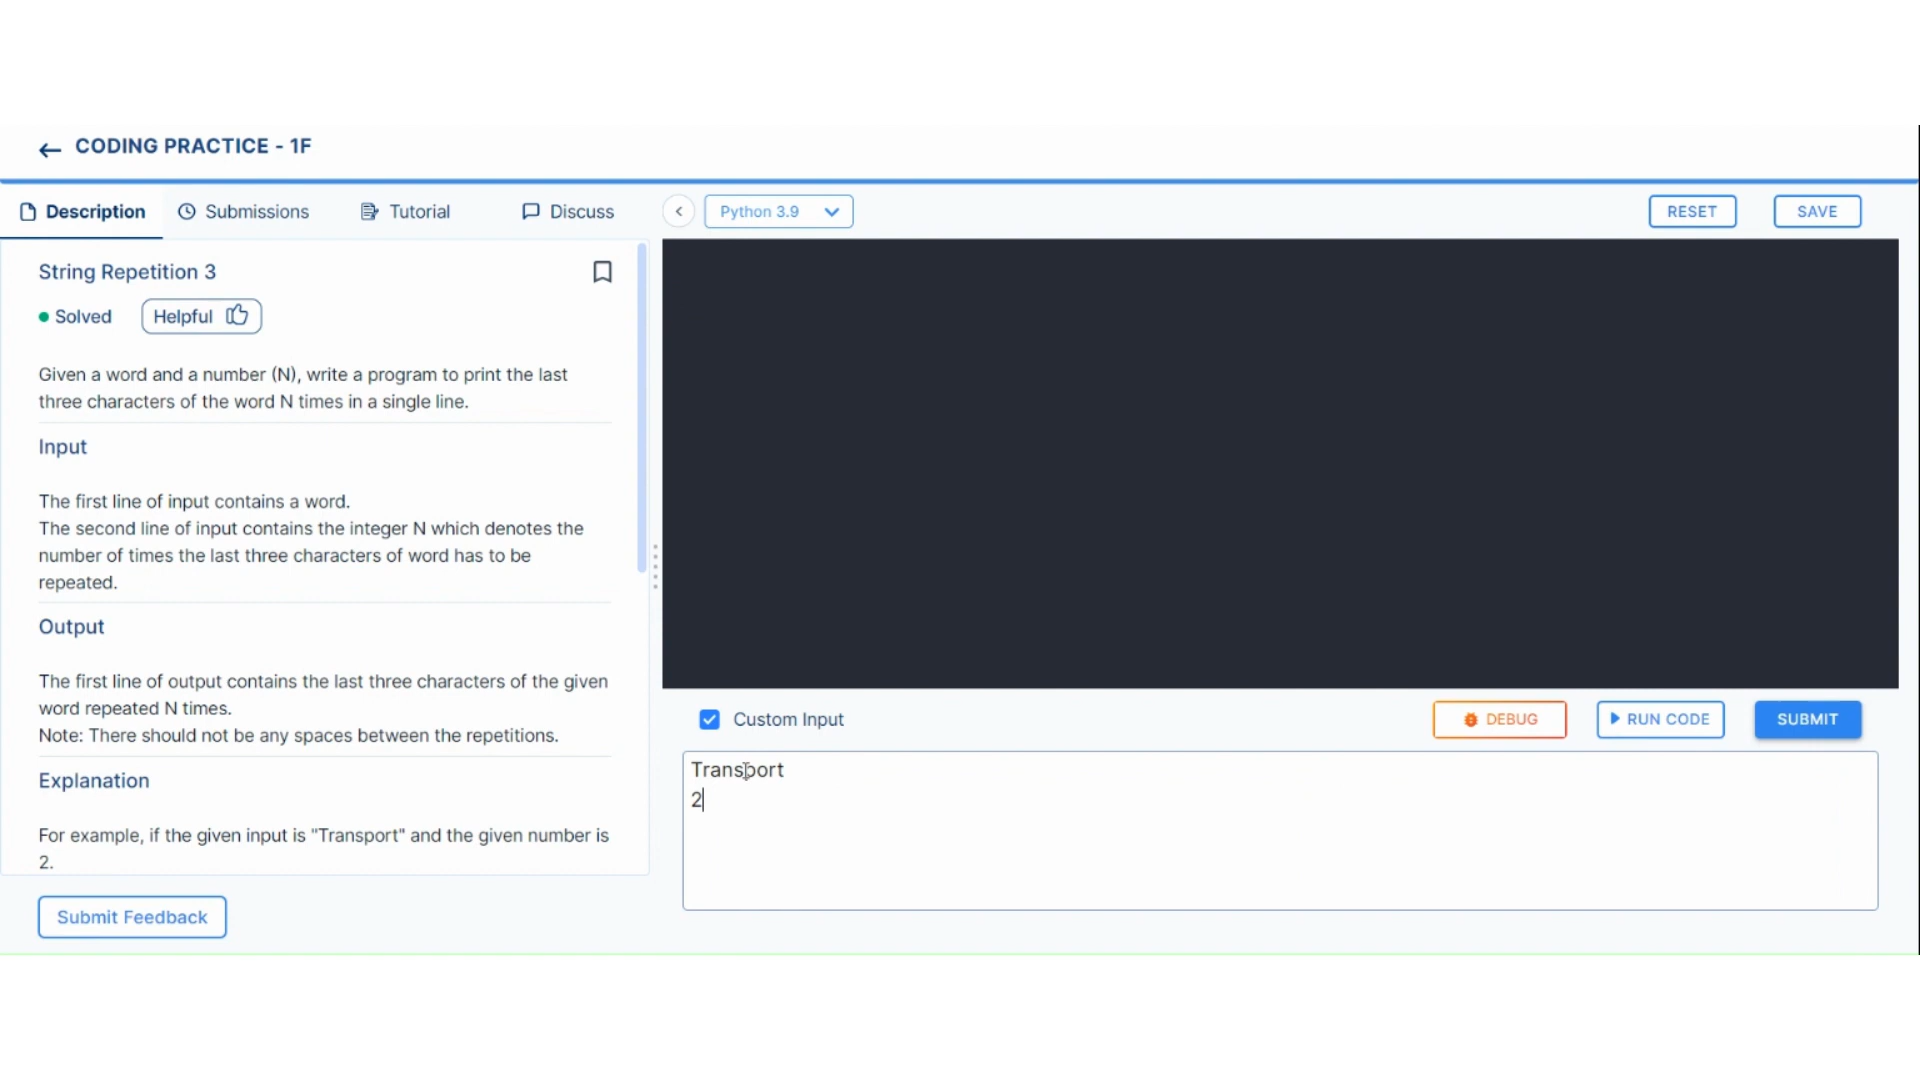 CODING PRACTICE - 1F
Description
Submissions
Tutorial
Discuss
Python 3.9
RESET
SAVE
String Repetition 3
Solved
Helpful
Given a word and a number (N), write a program to print the last
three characters of the word N times in a single line.
Input
The first line of input contains a word.
The second line of input contains the integer N which denotes the
number of times the last three characters of word has to be
repeated.
Output
The first line of output contains the last three characters of the given
word repeated N times.
Note: There should not be any spaces between the repetitions.
Explanation
For example, if the given input is "Transport" and the given number is
2.
Submit Feedback
Custom Input
DEBUG
RUN CODE
SUBMIT
Transport
2